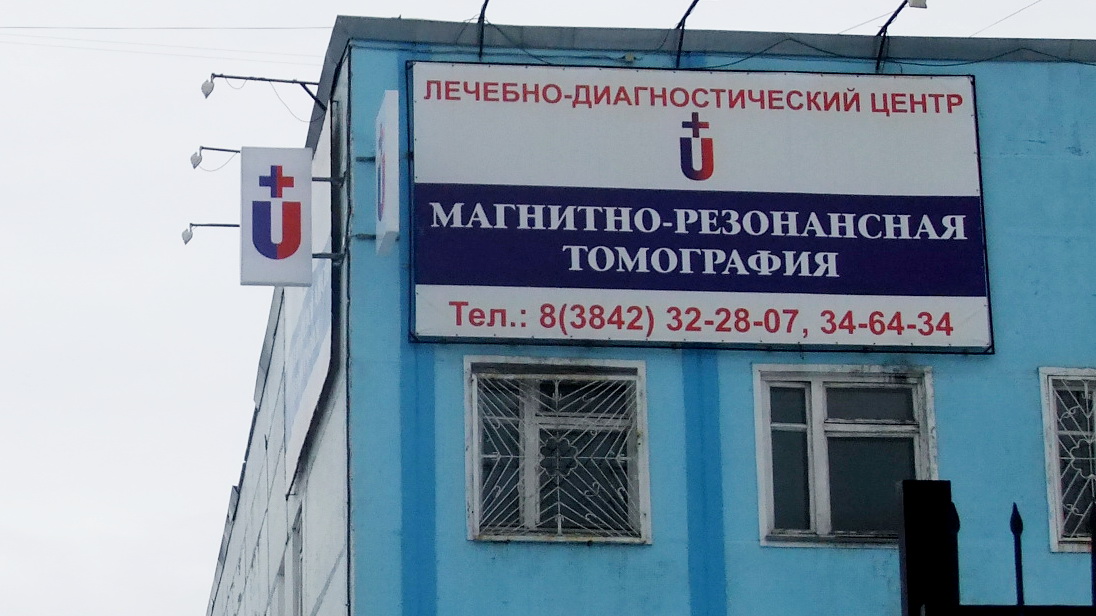 ЛЕЧЕБНО-ДИАГНОСТИЧЕСКИЙ ЦЕНТР
МАГНИТНО-РЕЗОНАНСНАЯ
ТОМОГРАФИЯ
Тел.: 8(3842) 32-28-07, 34-64-34